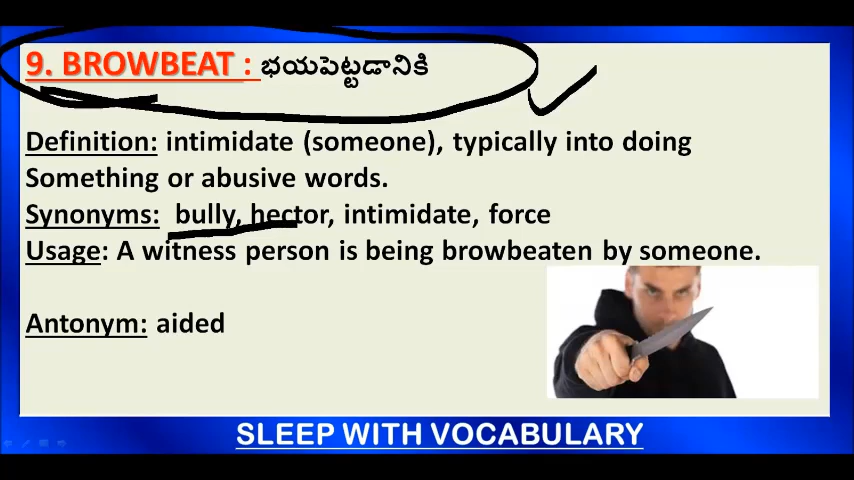 9. BROWBEAT : భయపెట్టడానికి
Definition: intimidate (someone), typically into doing
Something or abusive words.
Synonyms: bully, hector, intimidate, force
Usage: A witness person is being browbeaten by someone.
Antonym: aided
SLEEP WITH VOCABULARY